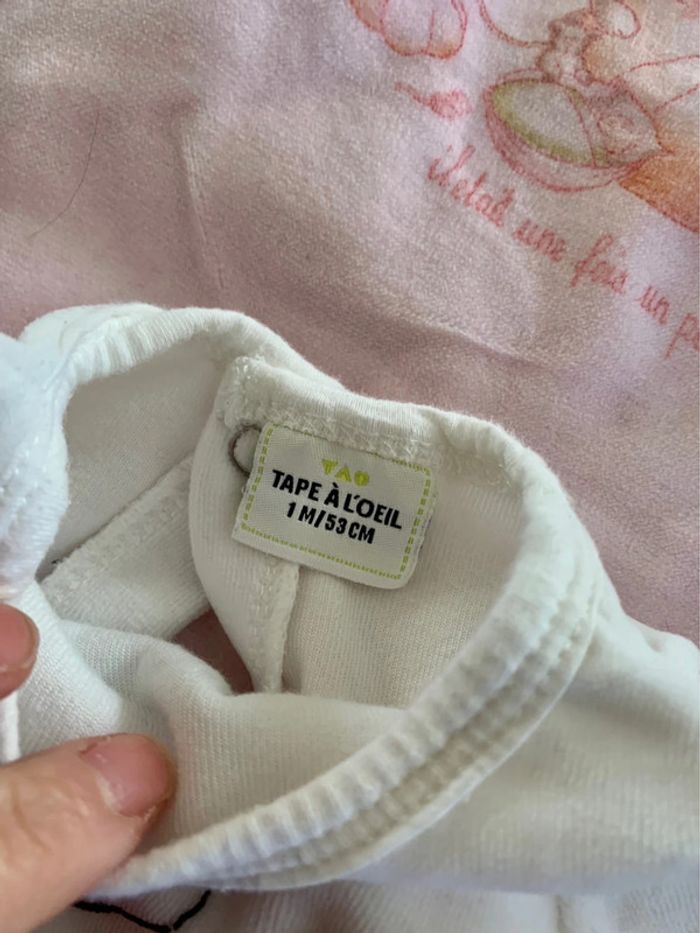 il était une fois un
TAO
TAPE À L'OEIL
1 M/53 CM